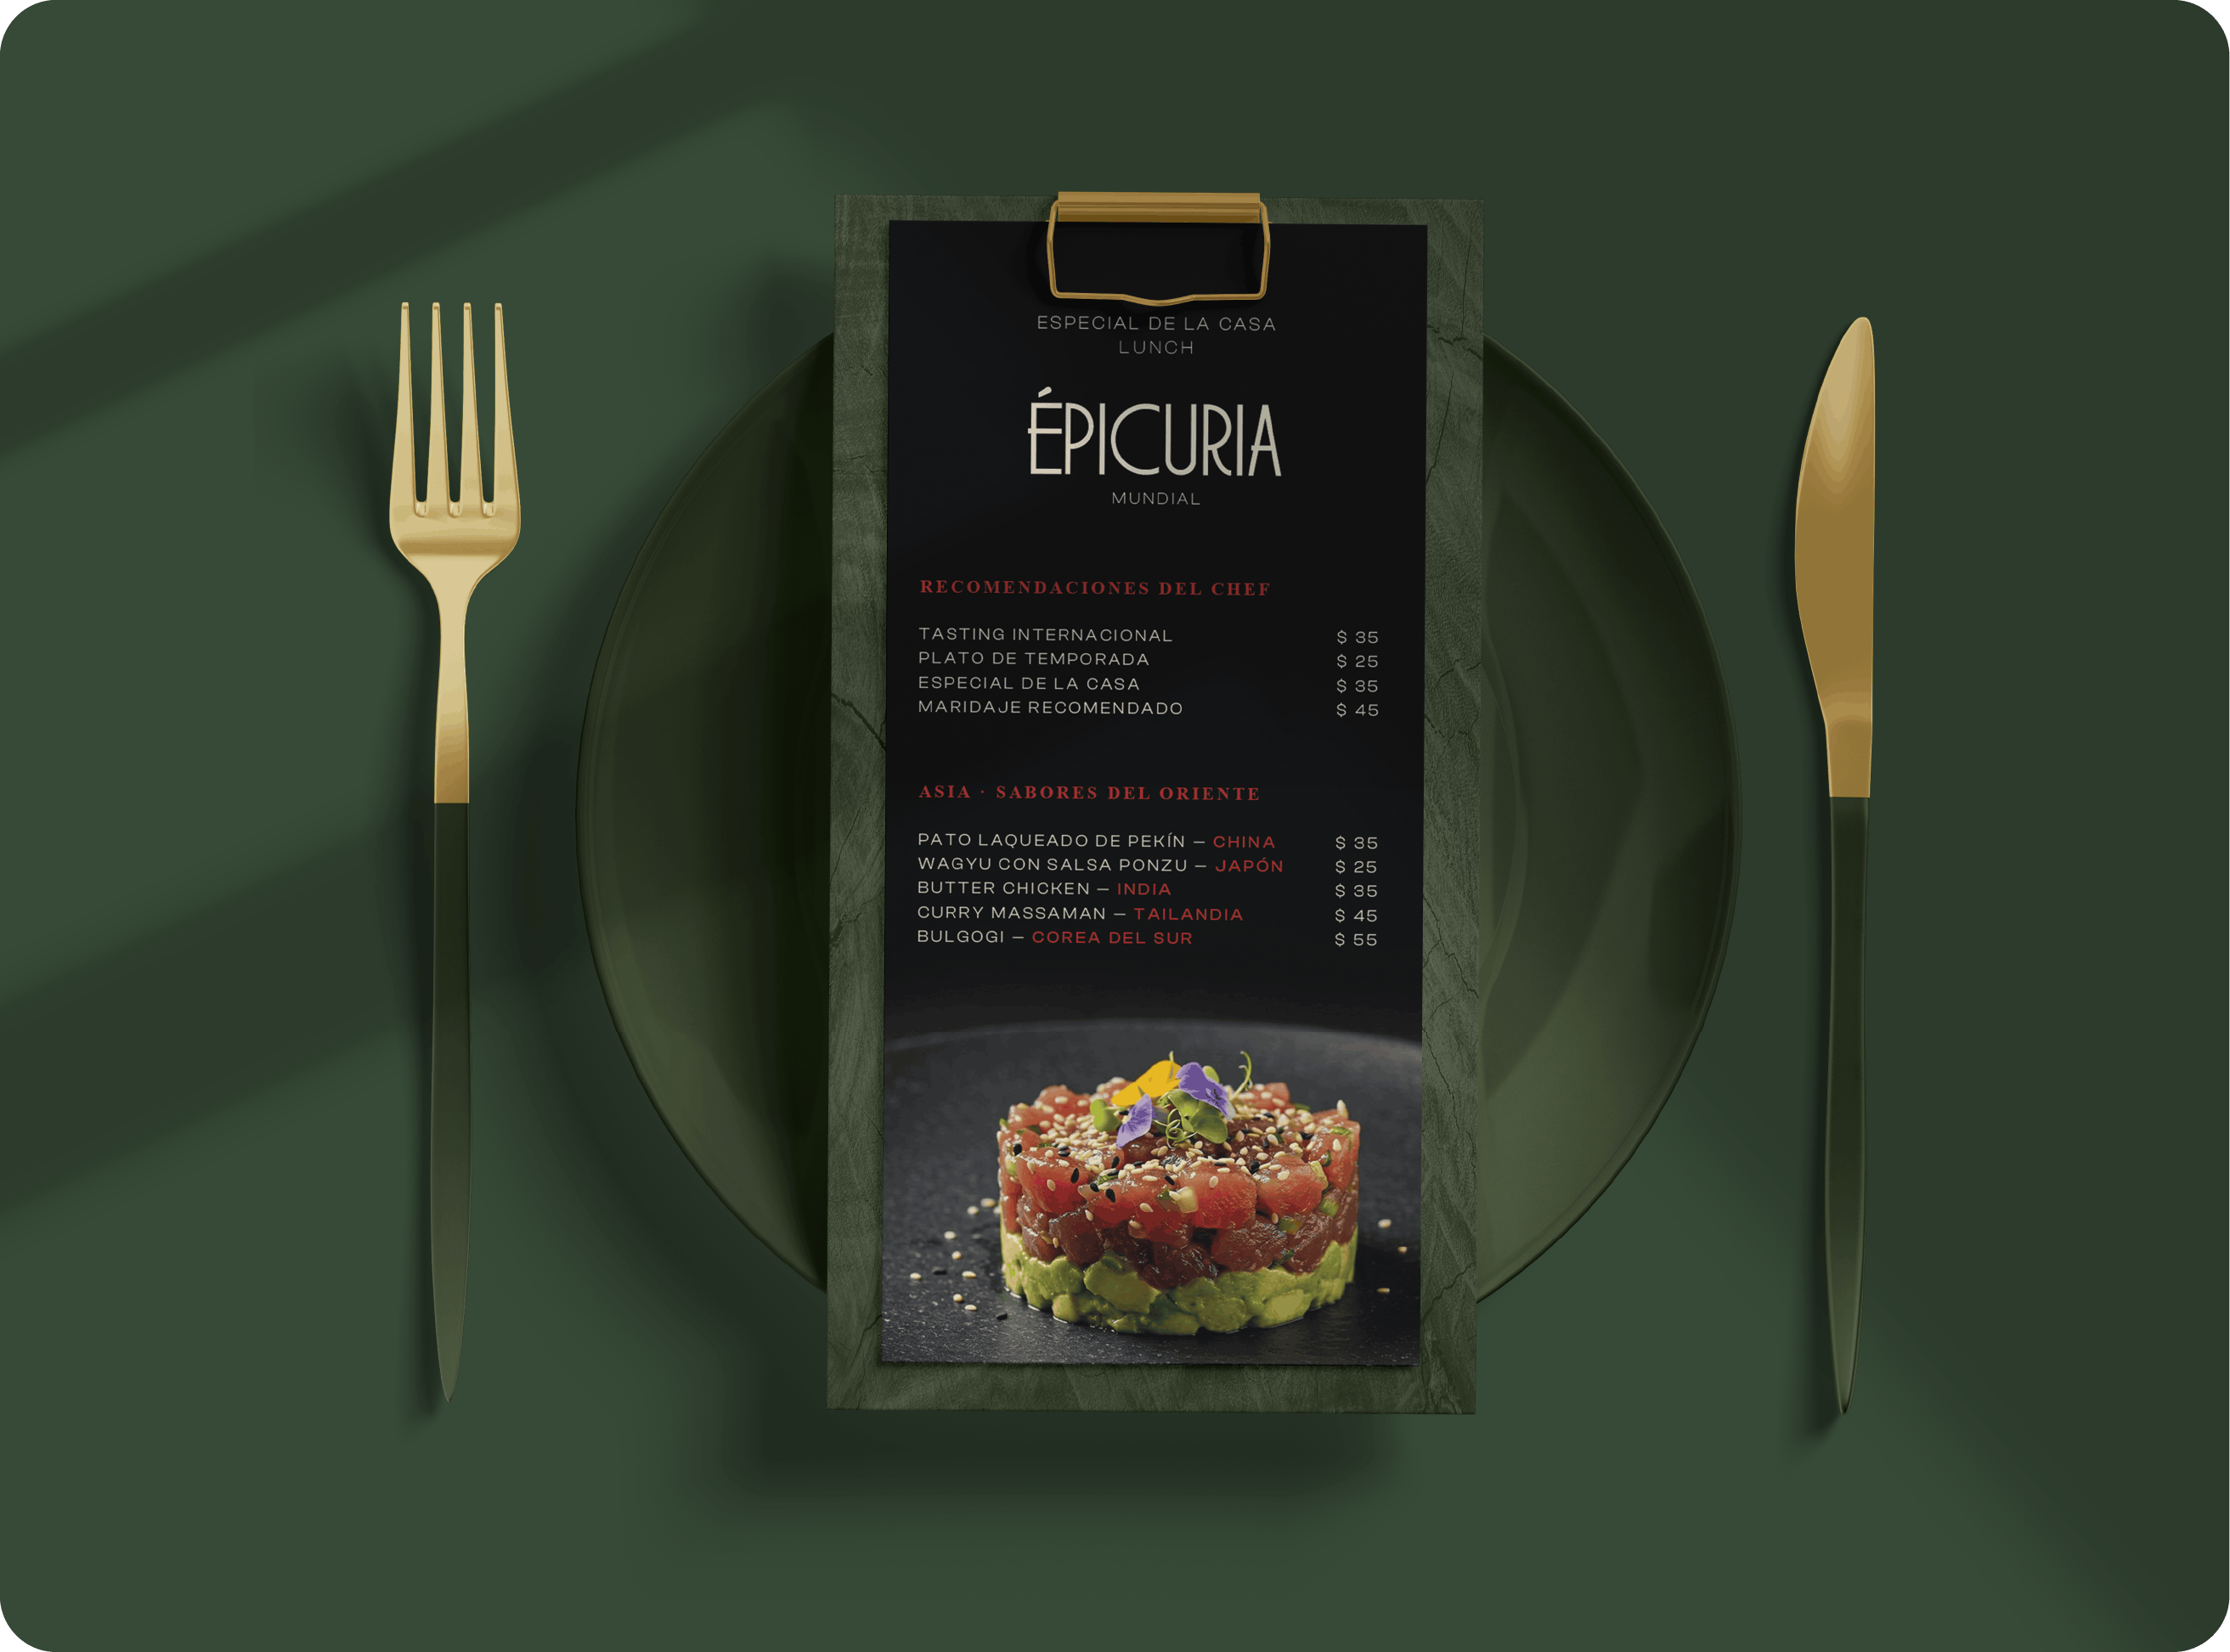 ESPECIAL DE LA CASA
LUNCH
ÉPICURIA
MUNDIAL
RECOMENDACIONES DEL CHEF
TASTING INTERNACIONAL $ 35
PLATO DE TEMPORADA $ 25
ESPECIAL DE LA CASA $ 35
MARIDAJE RECOMENDADO $ 45
ASIA · SABORES DEL ORIENTE
PATO LAQUEADO DE PEKÍN — CHINA $ 35
WAGYU CON SALSA PONZU — JAPÓN $ 25
BUTTER CHICKEN — INDIA $ 35
CURRY MASSAMAN — TAILANDIA $ 45
BULGOGI — COREA DEL SUR $ 55